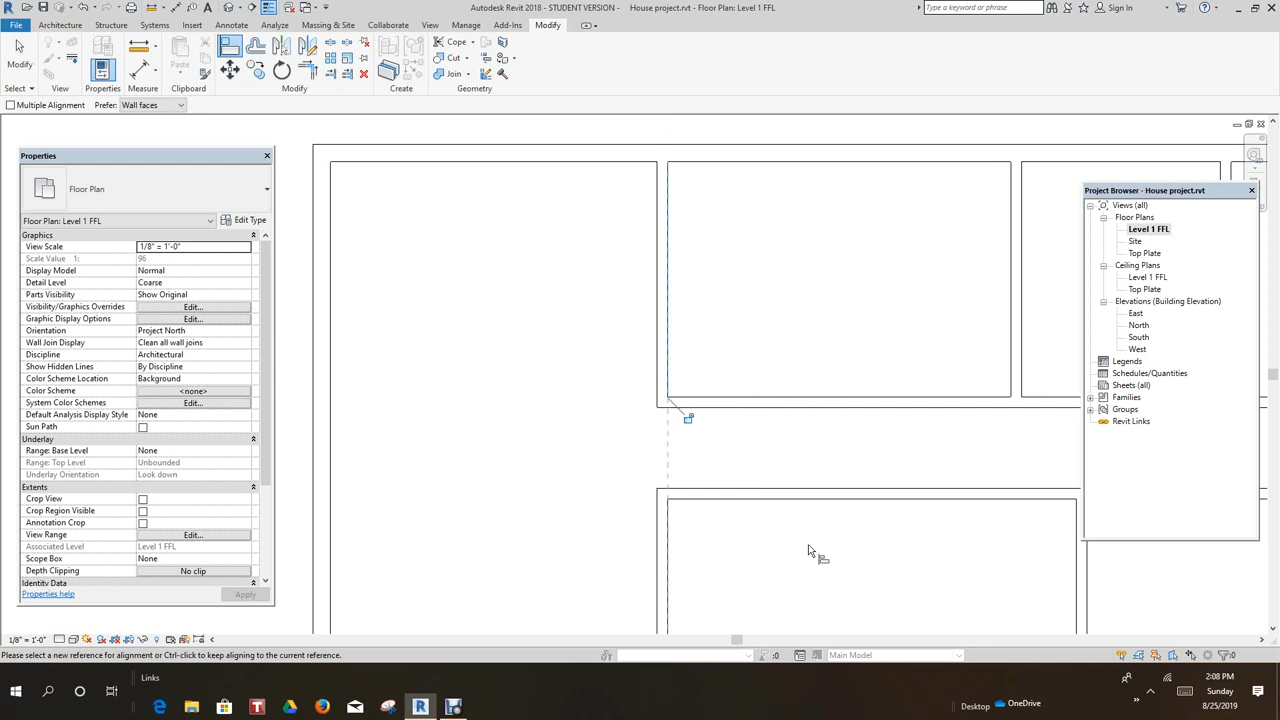 Autodesk Revit 2018 - STUDENT VERSION - House project.rvt - Floor Plan: Level 1 FFL
Type a keyword or phrase
Sign In
File Architecture Structure Systems Insert Annotate Analyze Massing & Site Collaborate View Manage Add-Ins Modify
Modify
Paste
Cope
Cut
Join
Select View Properties Measure Clipboard Modify Create Geometry
Multiple Alignment Prefer: Wall faces
Properties
Floor Plan
Floor Plan: Level 1 FFL Edit Type
Graphics
View Scale 1/8" = 1'-0"
Scale Value 1: 96
Display Model Normal
Detail Level Coarse
Parts Visibility Show Original
Visibility/Graphics Overrides Edit...
Graphic Display Options Edit...
Orientation Project North
Wall Join Display Clean all wall joins
Discipline Architectural
Show Hidden Lines By Discipline
Color Scheme Location Background
Color Scheme <none>
System Color Schemes Edit...
Default Analysis Display Style None
Sun Path
Underlay
Range: Base Level None
Range: Top Level Unbounded
Underlay Orientation Look down
Extents
Crop View
Crop Region Visible
Annotation Crop
View Range Edit...
Associated Level Level 1 FFL
Scope Box None
Depth Clipping No clip
Identity Data
Properties help Apply
Project Browser - House project.rvt
Views (all)
Floor Plans
Level 1 FFL
Site
Top Plate
Ceiling Plans
Level 1 FFL
Top Plate
Elevations (Building Elevation)
East
North
South
West
Legends
Schedules/Quantities
Sheets (all)
Families
Groups
Revit Links
1/8" = 1'-0"
Please select a new reference for alignment or Ctrl-click to keep aligning to the current reference.
:0 Main Model :0
Links
2:08 PM
Sunday
8/25/2019
Desktop OneDrive